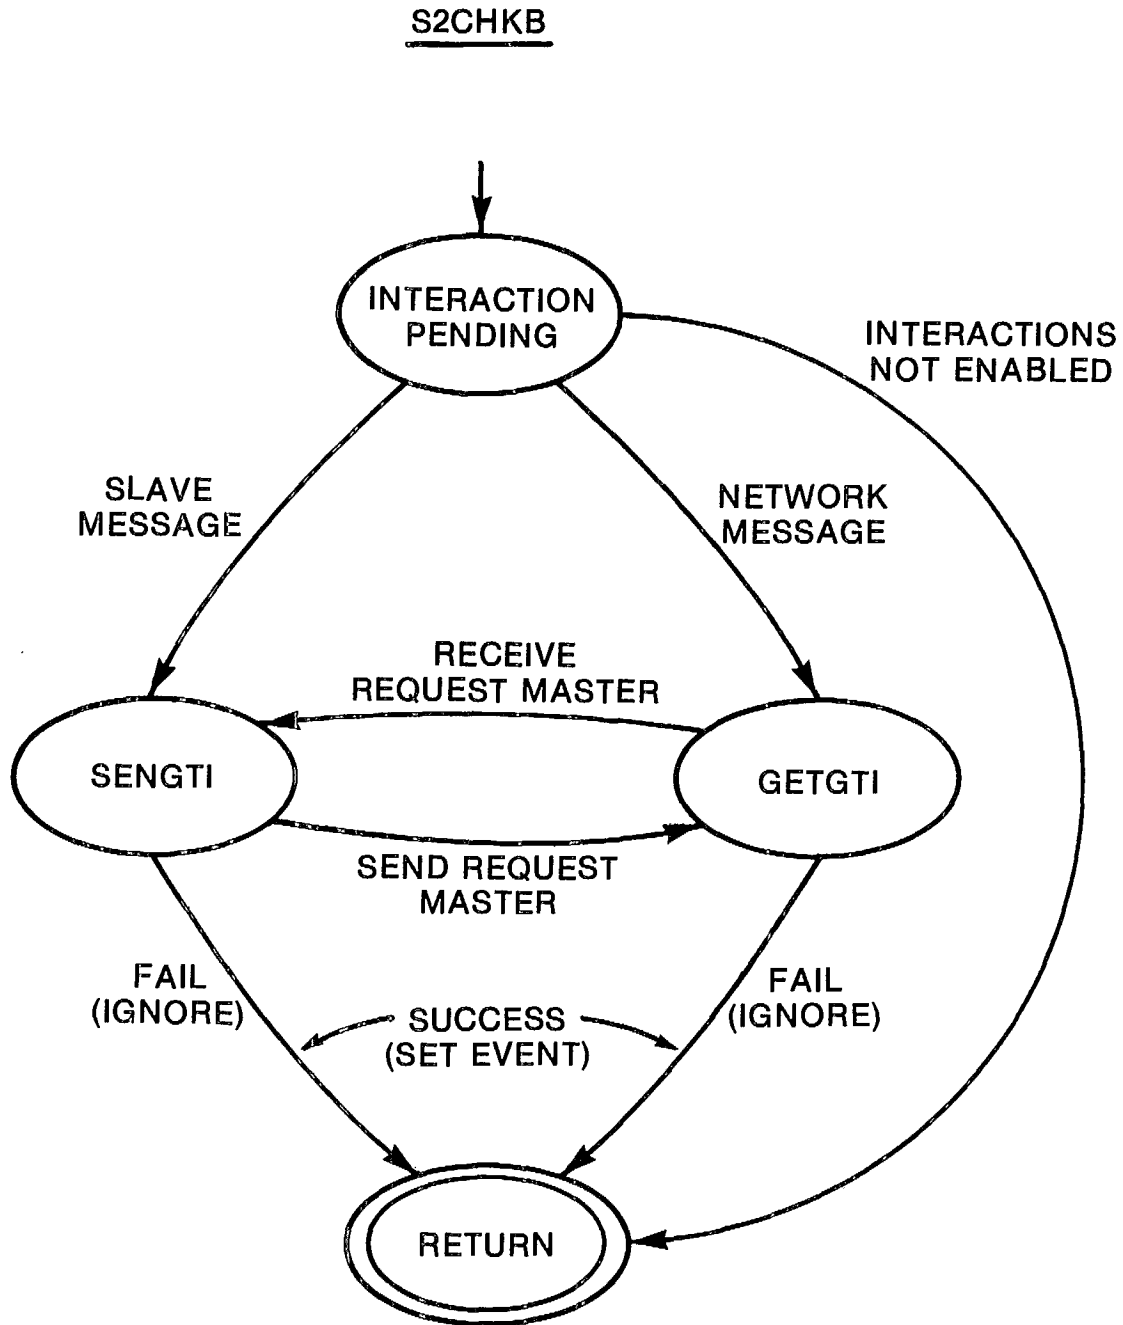 S2CHKB
INTERACTION
PENDING
INTERACTIONS
NOT ENABLED
SLAVE
MESSAGE
NETWORK
MESSAGE
RECEIVE
REQUEST MASTER
SENGTI
GETGTI
SEND REQUEST
MASTER
FAIL
(IGNORE)
SUCCESS
(SET EVENT)
FAIL
(IGNORE)
RETURN